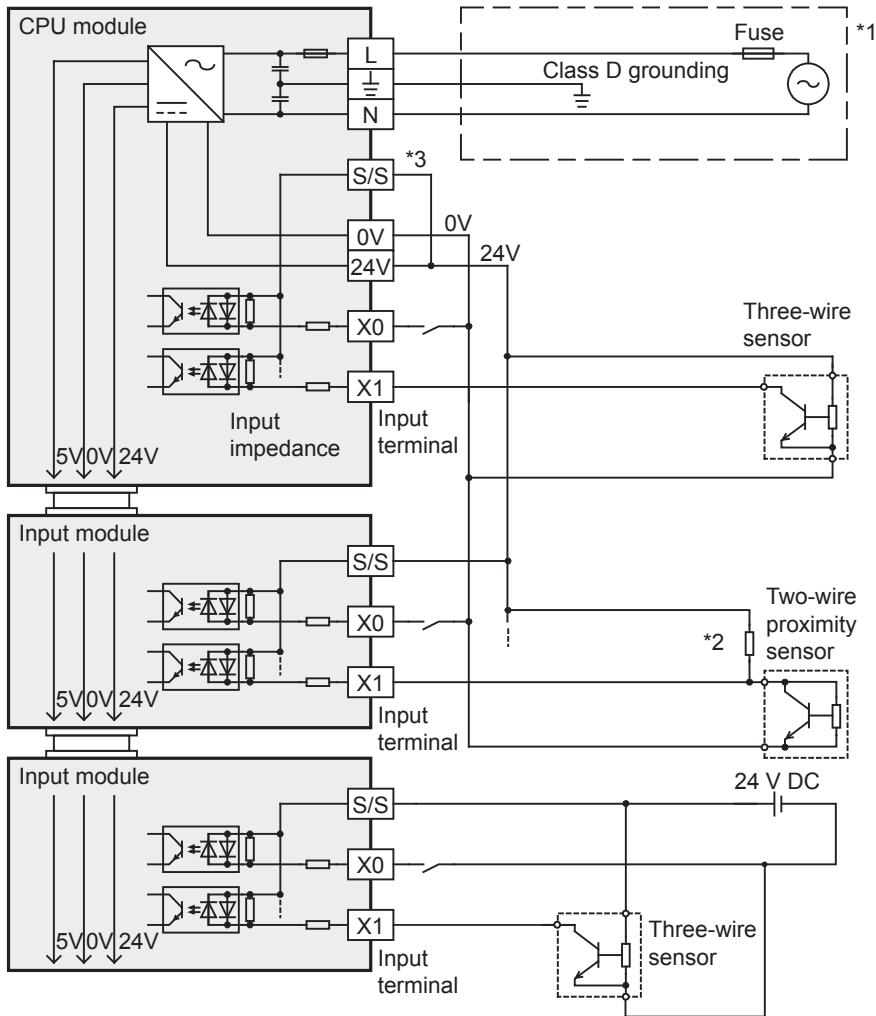 CPU module
L
N
Fuse
*1
Class D grounding
S/S
*3
0V
0V
24V
24V
X0
X1
Three-wire
sensor
Input
impedance
Input
terminal
5V 0V 24V
Input module
S/S
X0
X1
*2
Two-wire
proximity
sensor
5V 0V 24V
Input
terminal
Input module
S/S
24 V DC
X0
X1
Three-wire
sensor
5V 0V 24V
Input
terminal